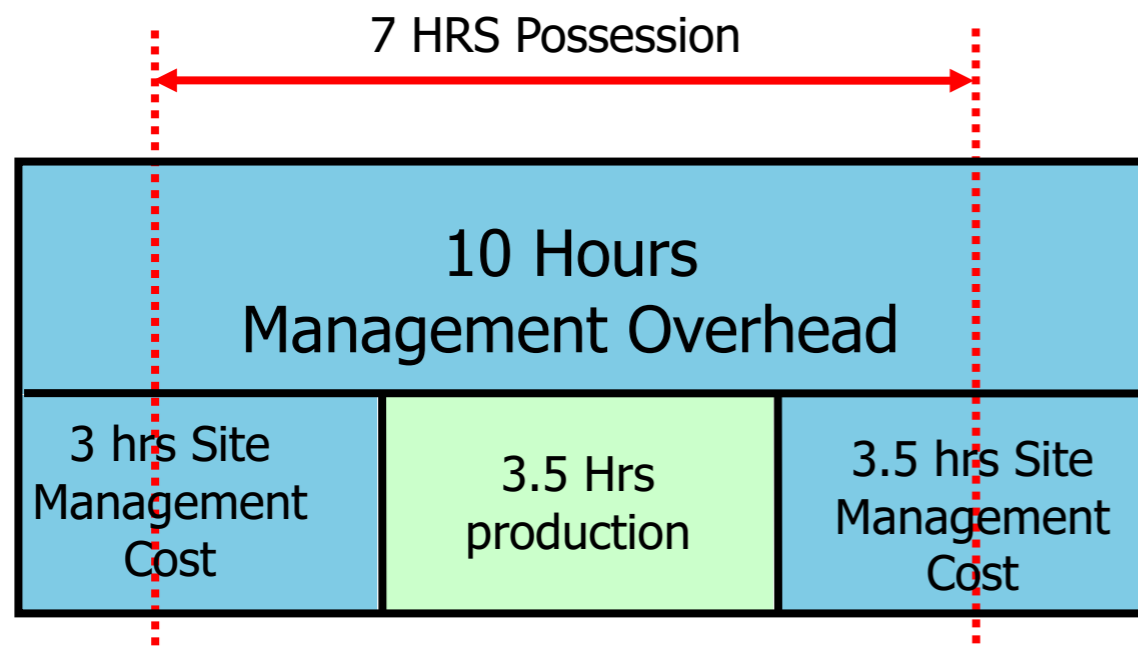 7 HRS Possession
10 Hours
Management Overhead
3 hrs Site
Management
Cost
3.5 Hrs
production
3.5 hrs Site
Management
Cost